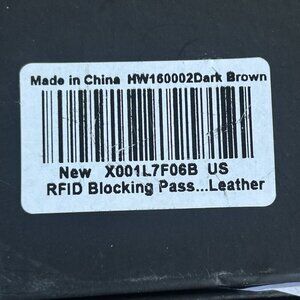 Made in China HW160002Dark Brown
New X001L7F06B US
RFID Blocking Pass...Leather